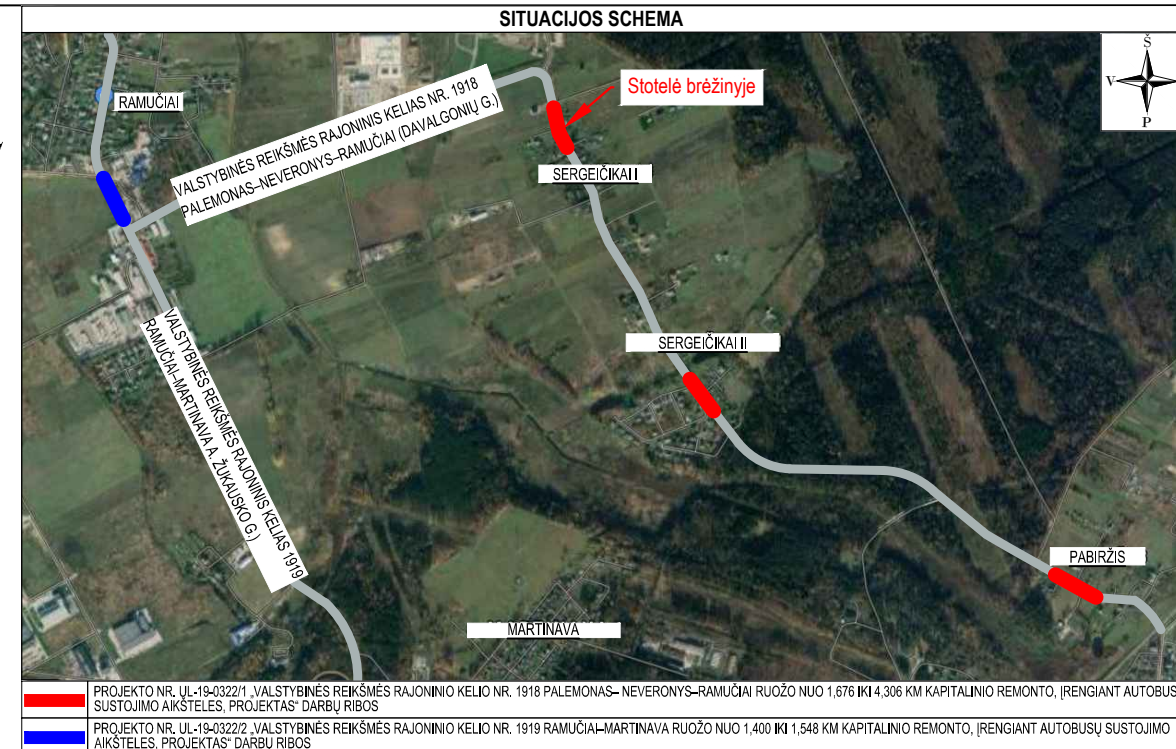 SITUACIJOS SCHEMA
Š
V
P
RAMUČIAI
VALSTYBINĖS REIKŠMĖS RAJONINIS KELIAS NR. 1918
PALEMONAS–NEVERONYS–RAMUČIAI (DAVALGONIŲ G.)
Stotelė brėžinyje
SERGEIČIKAI I
SERGEIČIKAI II
VALSTYBINĖS REIKŠMĖS RAJONINIS KELIAS 1919
RAMUČIAI–MARTINAVA A. ŽUKAUSKO G.)
PABIRŽIS
MARTINAVA
PROJEKTO NR. UL-19-0322/1 „VALSTYBINĖS REIKŠMĖS RAJONINIO KELIO NR. 1918 PALEMONAS– NEVERONYS–RAMUČIAI RUOŽO NUO 1,676 IKI 4,306 KM KAPITALINIO REMONTO, ĮRENGIANT AUTOBUS
SUSTOJIMO AIKŠTELES, PROJEKTAS“ DARBŲ RIBOS
PROJEKTO NR. UL-19-0322/2 „VALSTYBINĖS REIKŠMĖS RAJONINIO KELIO NR. 1919 RAMUČIAI–MARTINAVA RUOŽO NUO 1,400 IKI 1,548 KM KAPITALINIO REMONTO, ĮRENGIANT AUTOBUSŲ SUSTOJIMO
AIKŠTELES, PROJEKTAS“ DARBŲ RIBOS